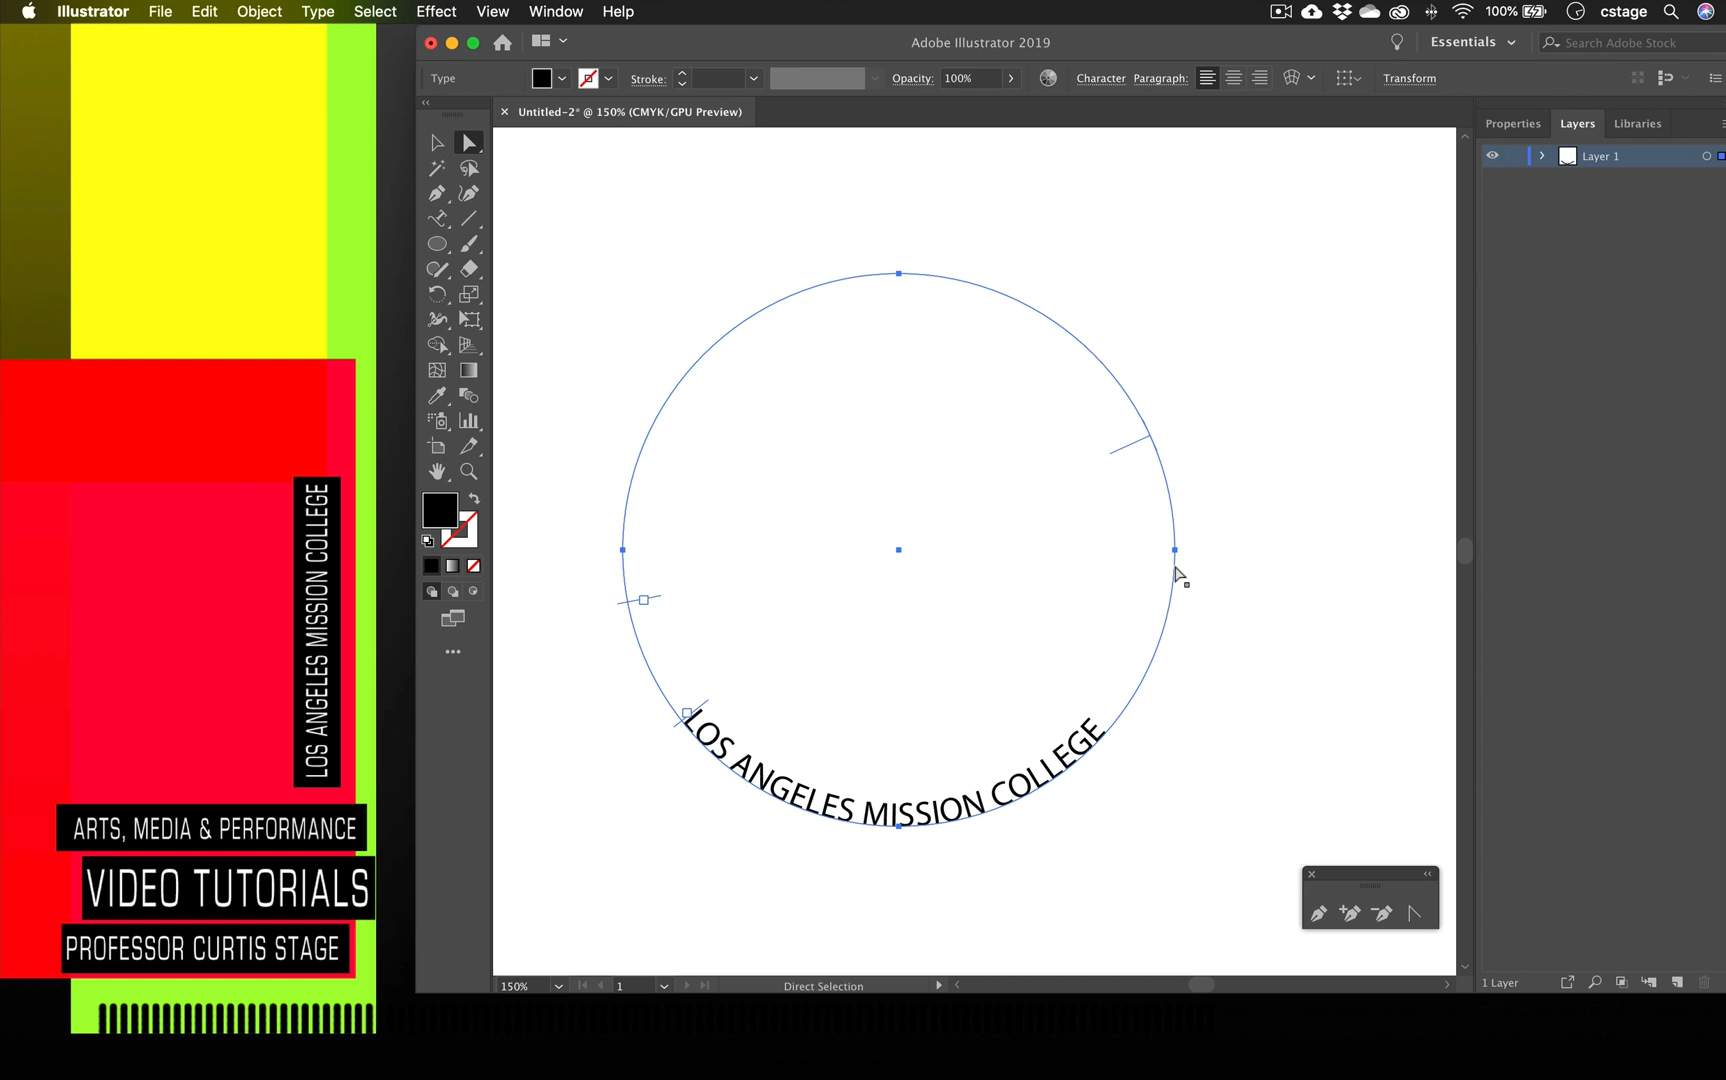 Illustrator File Edit Object Type Select Effect View Window Help
100% cstage
Adobe Illustrator 2019
Essentials
Search Adobe Stock
Type
Stroke:
Opacity: 100%
Character
Paragraph:
Transform
Untitled-2* @ 150% (CMYK/GPU Preview)
Properties
Layers
Libraries
Layer 1
LOS ANGELES MISSION COLLEGE
LOS ANGELES MISSION COLLEGE
ARTS, MEDIA & PERFORMANCE
VIDEO TUTORIALS
PROFESSOR CURTIS STAGE
150%
1
Direct Selection
1 Layer